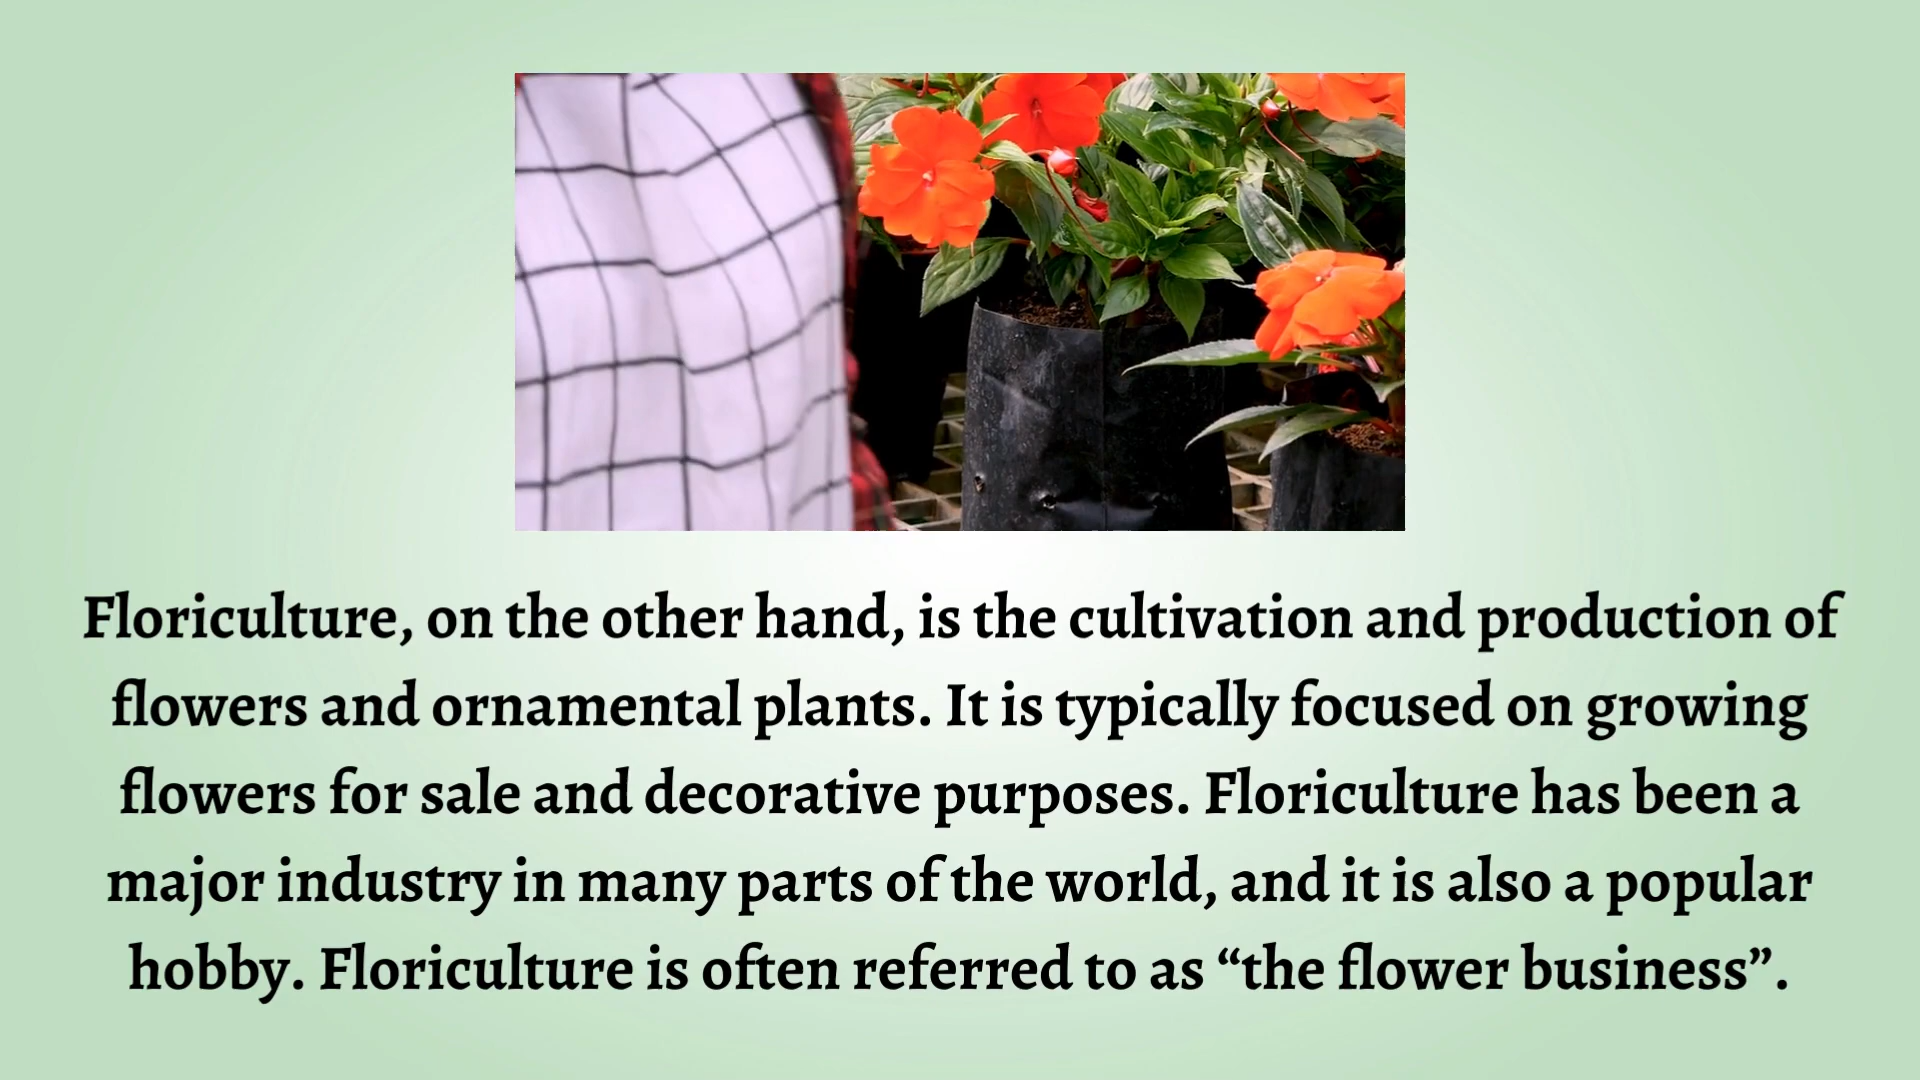 Floriculture, on the other hand, is the cultivation and production of
flowers and ornamental plants. It is typically focused on growing
flowers for sale and decorative purposes. Floriculture has been a
major industry in many parts of the world, and it is also a popular
hobby. Floriculture is often referred to as “the flower business”.